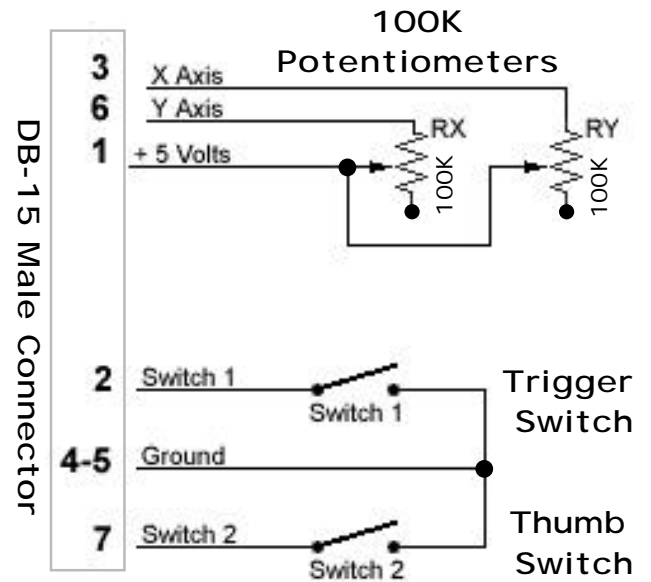 100K
Potentiometers
3
X Axis
6
Y Axis
RX
RY
1
+ 5 Volts
100K
100K
DB-15 Male Connector
2
Switch 1
Switch 1
Trigger
Switch
4-5
Ground
7
Switch 2
Switch 2
Thumb
Switch